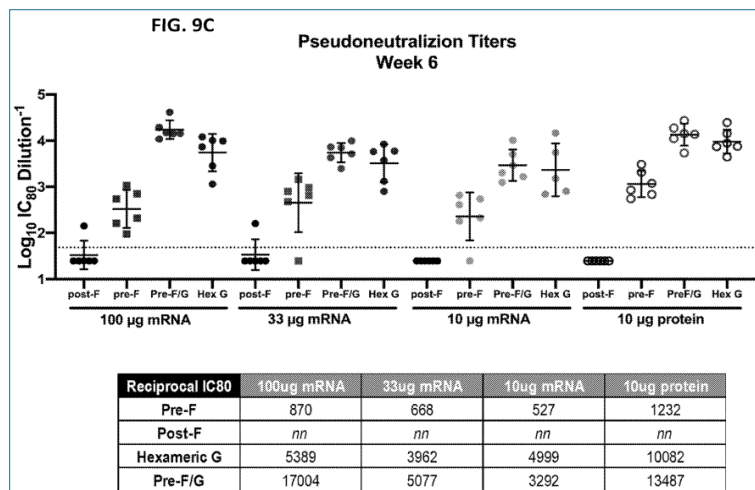 FIG. 9C
Pseudoneutralizion Titers
Week 6
Log10 IC80 Dilution-1
5
4
3
2
1
post-F pre-F Pre-F/G Hex G post-F pre-F Pre-F/G Hex G post-F pre-F Pre-F/G Hex G post-F pre-F PreF/G Hex G
100 µg mRNA 33 µg mRNA 10 µg mRNA 10 µg protein
Reciprocal IC80 100ug mRNA 33ug mRNA 10ug mRNA 10ug protein
Pre-F 870 668 527 1232
Post-F nn nn nn nn
Hexameric G 5389 3962 4999 10082
Pre-F/G 17004 5077 3292 13487